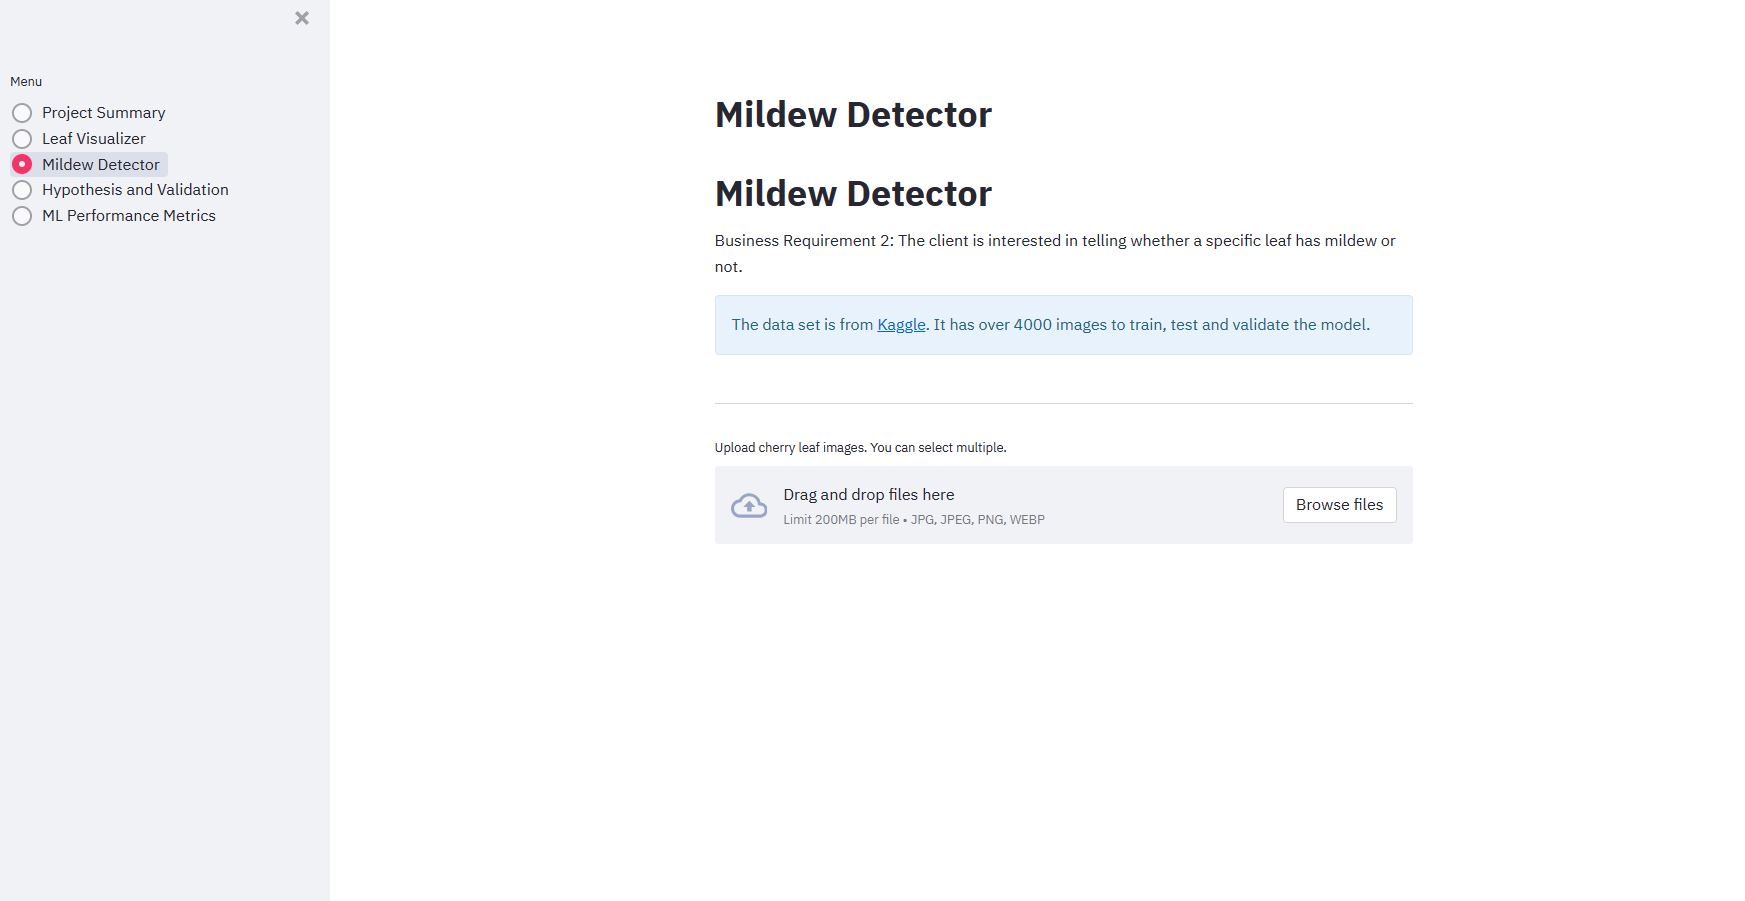 Menu
Project Summary
Leaf Visualizer
Mildew Detector
Hypothesis and Validation
ML Performance Metrics
Mildew Detector
Mildew Detector
Business Requirement 2: The client is interested in telling whether a specific leaf has mildew or
not.
The data set is from Kaggle. It has over 4000 images to train, test and validate the model.
Upload cherry leaf images. You can select multiple.
Drag and drop files here
Limit 200MB per file • JPG, JPEG, PNG, WEBP
Browse files